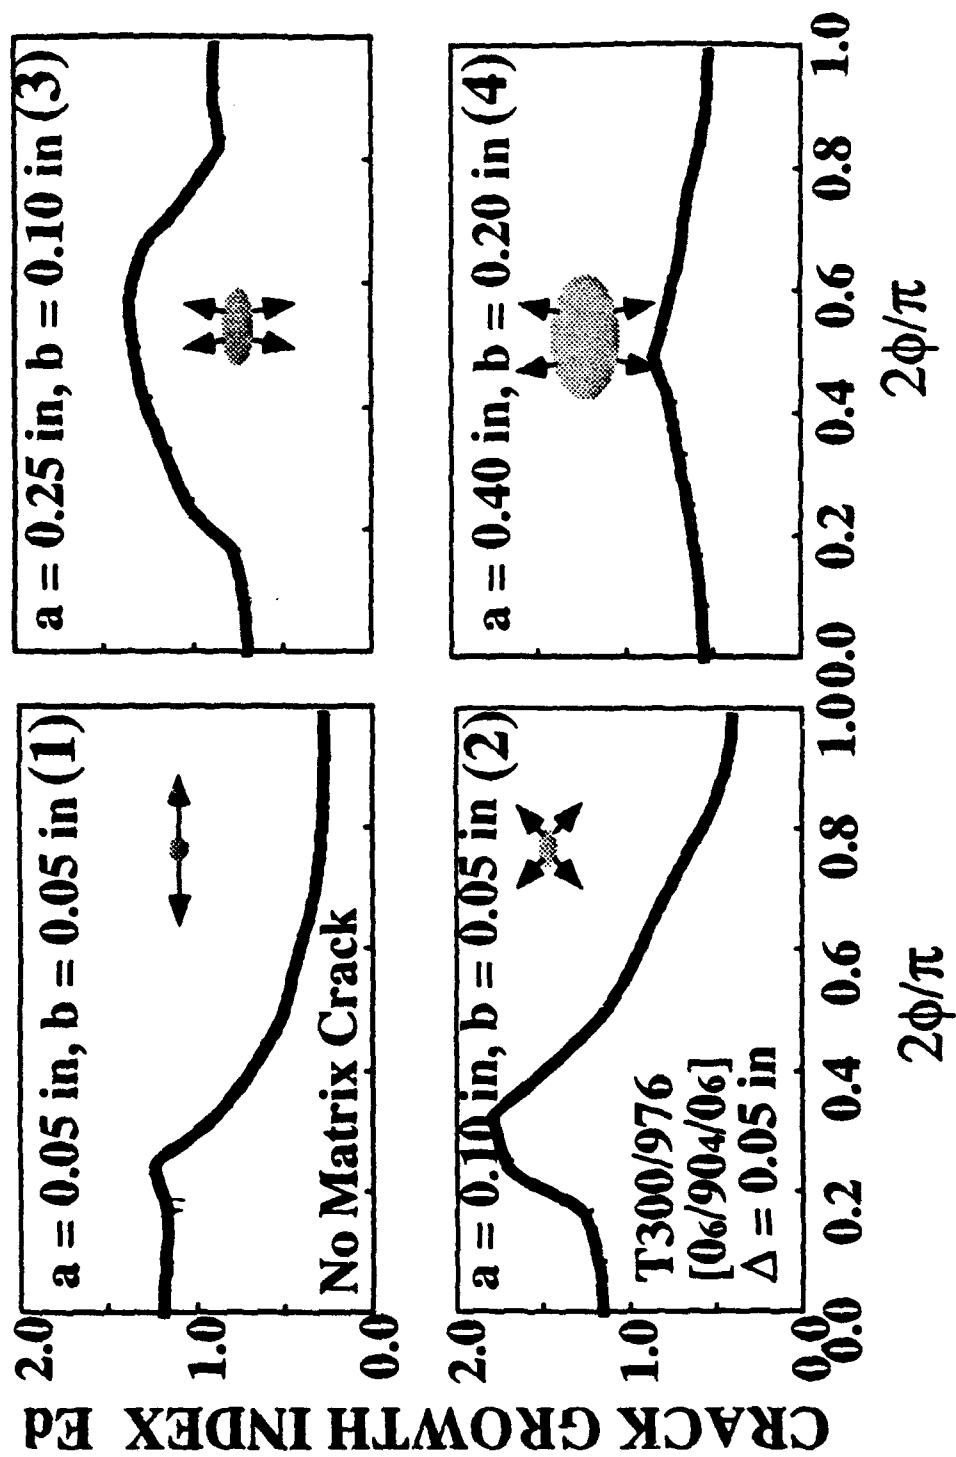 CRACK GROWTH INDEX Ed
2.0
1.0
0.0
a = 0.05 in, b = 0.05 in (1)
No Matrix Crack
a = 0.25 in, b = 0.10 in (3)
2.0
1.0
0.0
a = 0.10 in, b = 0.05 in (2)
T300/976
[0₆/90₄/0₆]
Δ = 0.05 in
a = 0.40 in, b = 0.20 in (4)
0.0 0.2 0.4 0.6 0.8 1.0
0.0 0.2 0.4 0.6 0.8 1.0
2ϕ/π
2ϕ/π